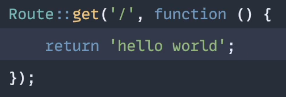 Route::get('/', function () {
    return 'hello world';
});